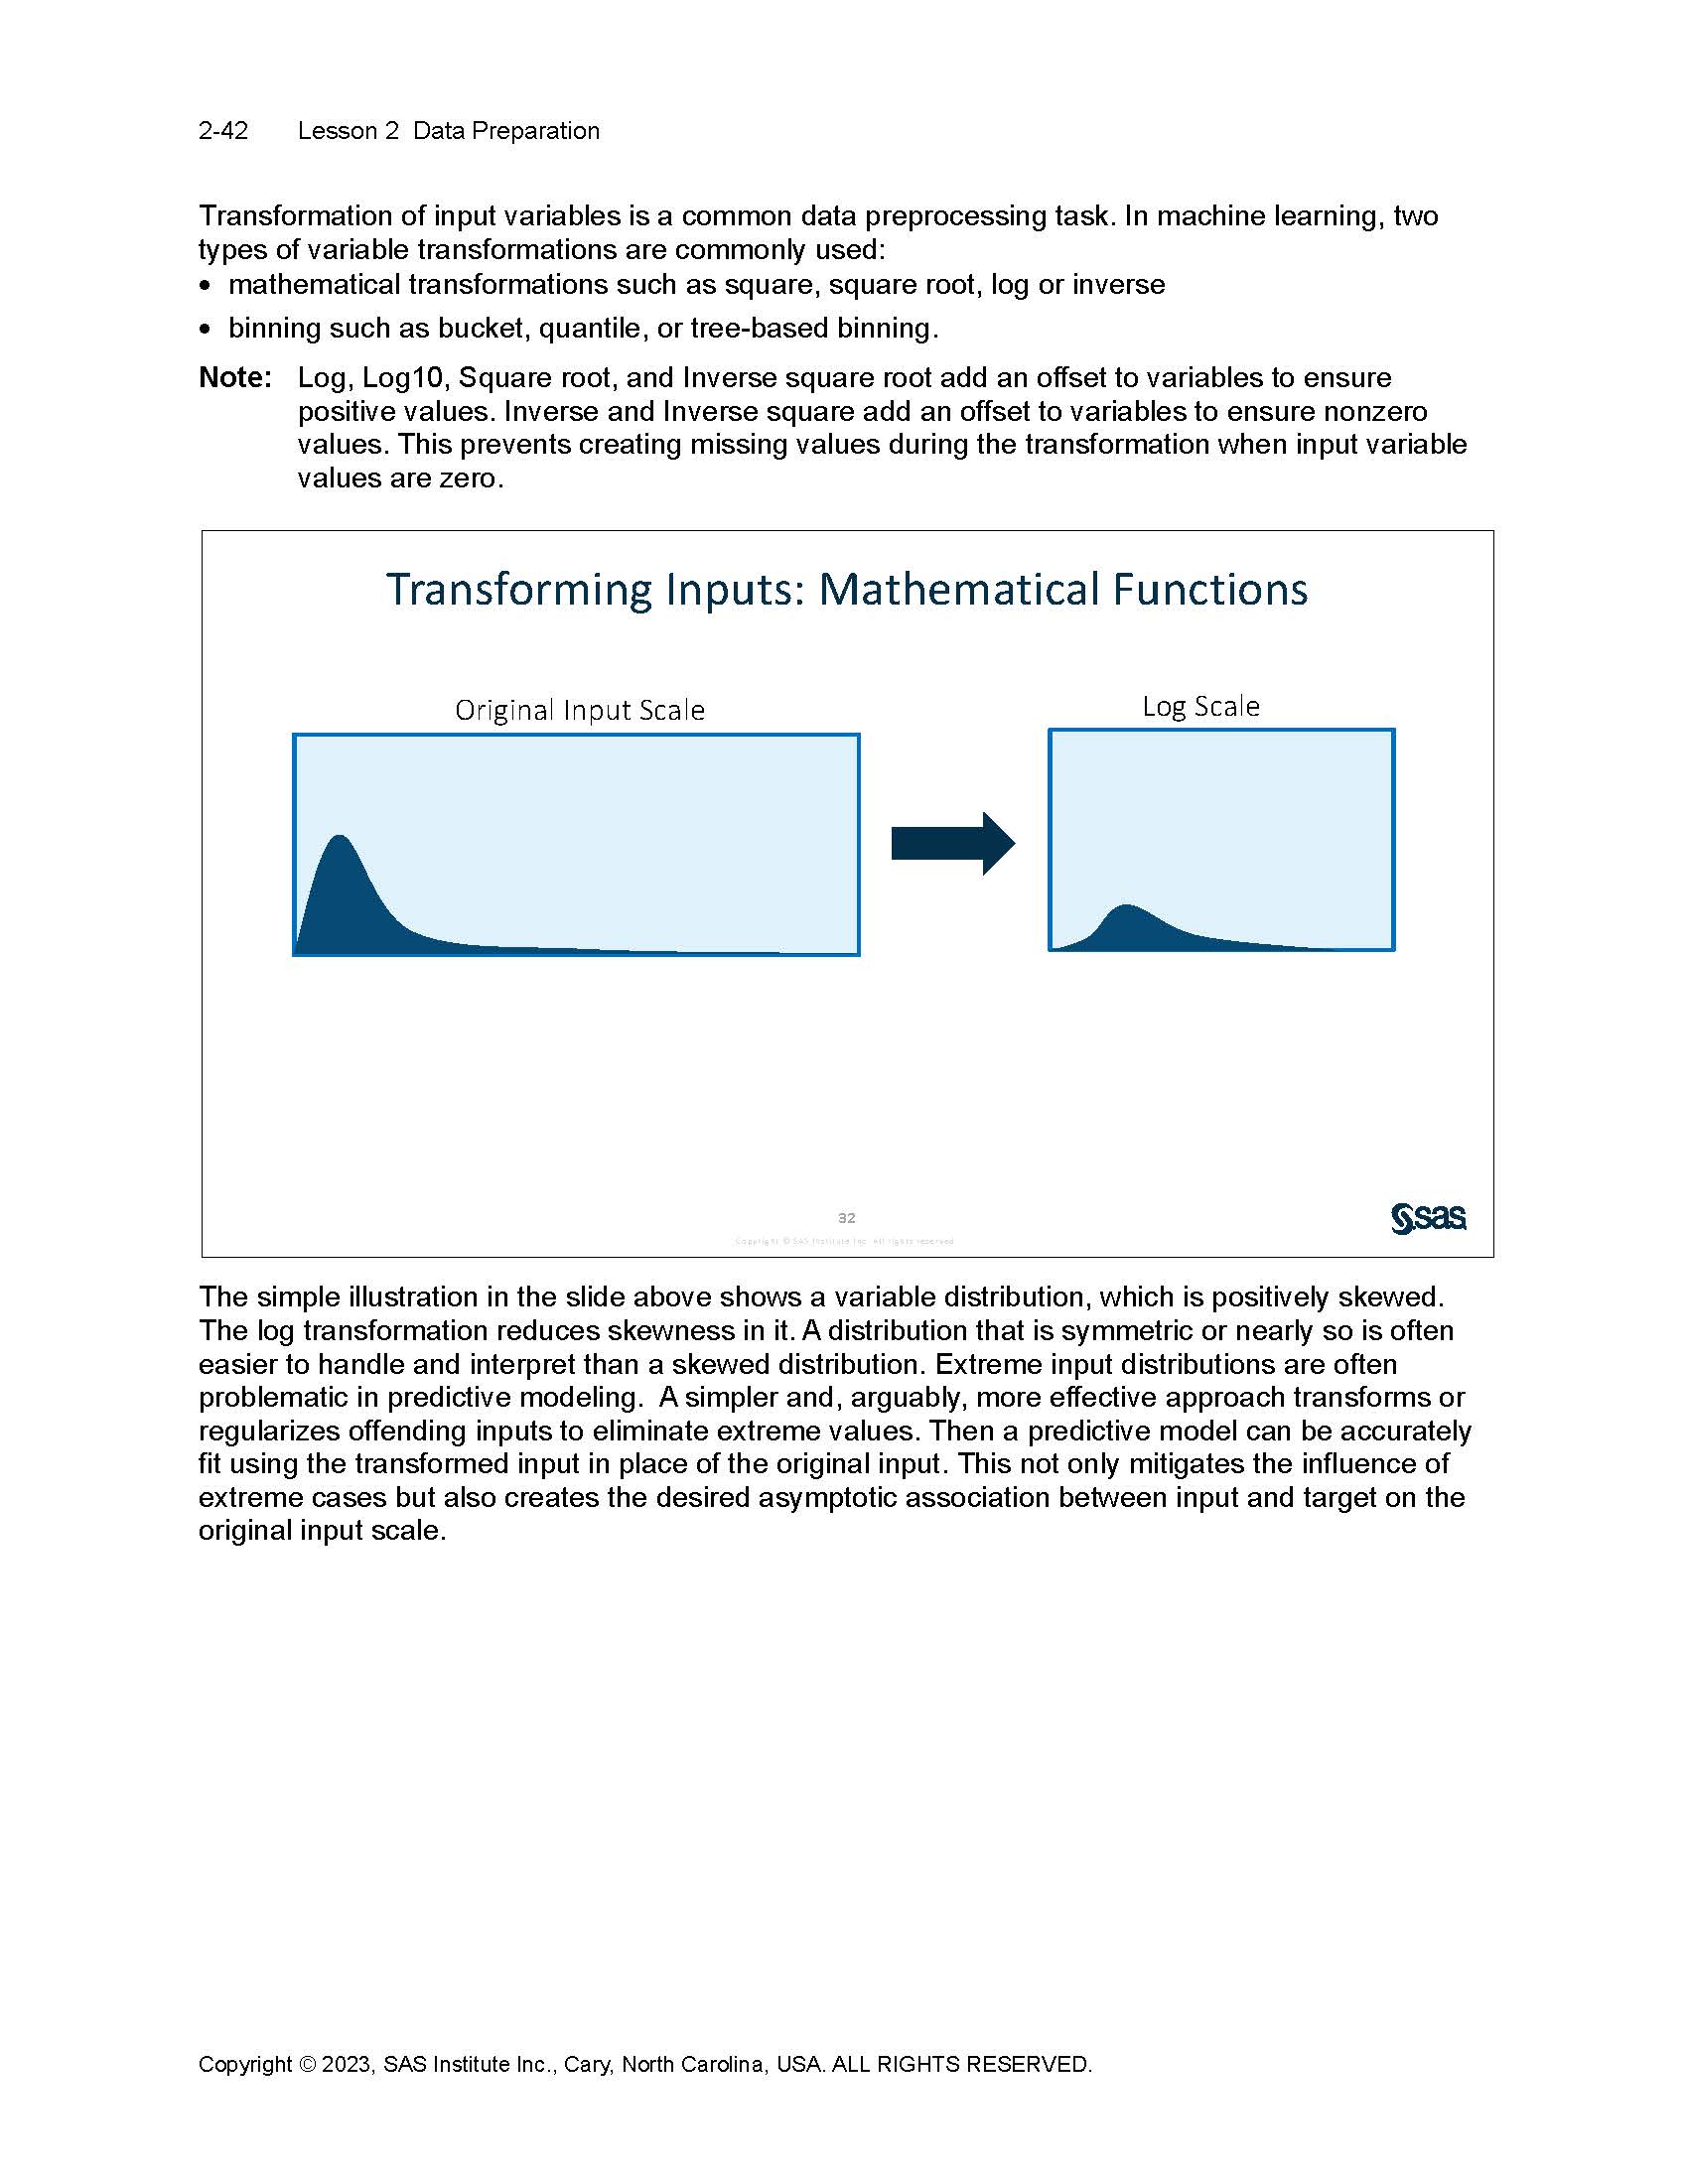 2-42 Lesson 2 Data Preparation
Transformation of input variables is a common data preprocessing task. In machine learning, two
types of variable transformations are commonly used:
• mathematical transformations such as square, square root, log or inverse
• binning such as bucket, quantile, or tree-based binning.
Note: Log, Log10, Square root, and Inverse square root add an offset to variables to ensure
positive values. Inverse and Inverse square add an offset to variables to ensure nonzero
values. This prevents creating missing values during the transformation when input variable
values are zero.
Transforming Inputs: Mathematical Functions
Original Input Scale
Log Scale
32
Copyright © SAS Institute Inc. All rights reserved
sas
The simple illustration in the slide above shows a variable distribution, which is positively skewed.
The log transformation reduces skewness in it. A distribution that is symmetric or nearly so is often
easier to handle and interpret than a skewed distribution. Extreme input distributions are often
problematic in predictive modeling. A simpler and, arguably, more effective approach transforms or
regularizes offending inputs to eliminate extreme values. Then a predictive model can be accurately
fit using the transformed input in place of the original input. This not only mitigates the influence of
extreme cases but also creates the desired asymptotic association between input and target on the
original input scale.
Copyright © 2023, SAS Institute Inc., Cary, North Carolina, USA. ALL RIGHTS RESERVED.